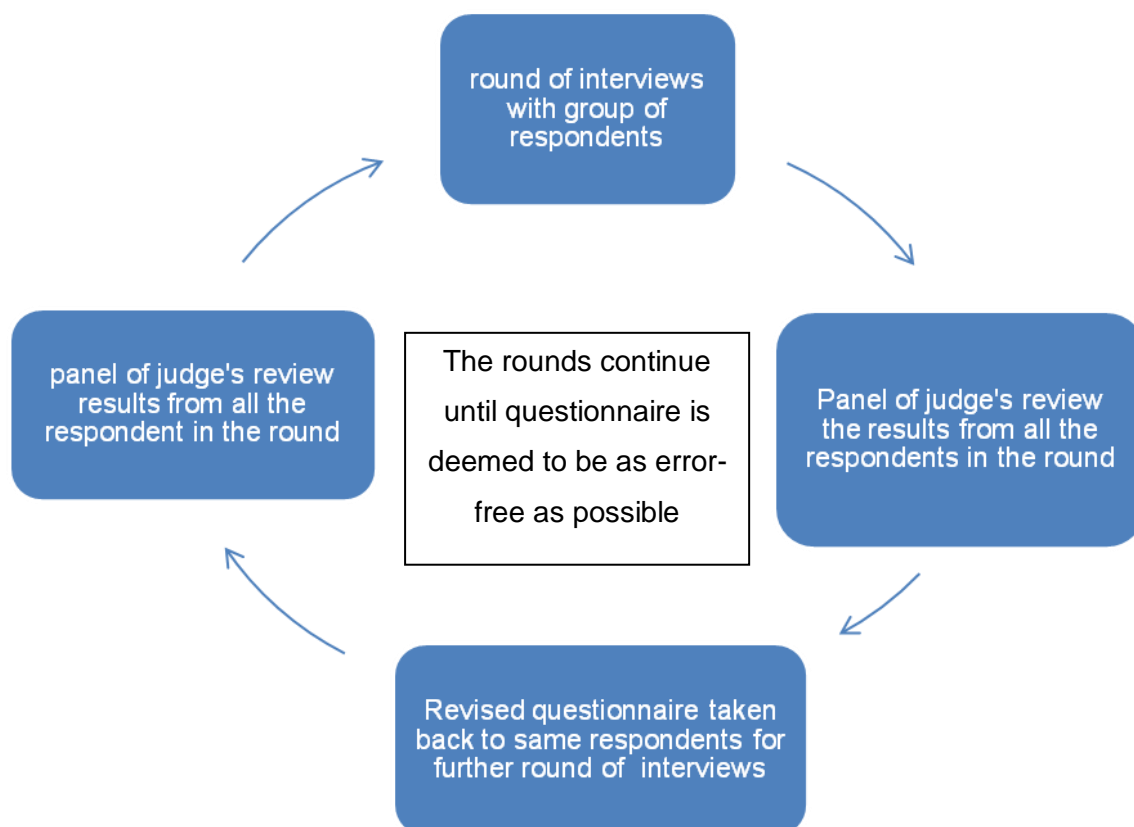 round of interviews
with group of
respondents
panel of judge's review
results from all the
respondent in the round
The rounds continue
until questionnaire is
deemed to be as error-
free as possible
Panel of judge's review
the results from all the
respondents in the round
Revised questionnaire taken
back to same respondents for
further round of interviews